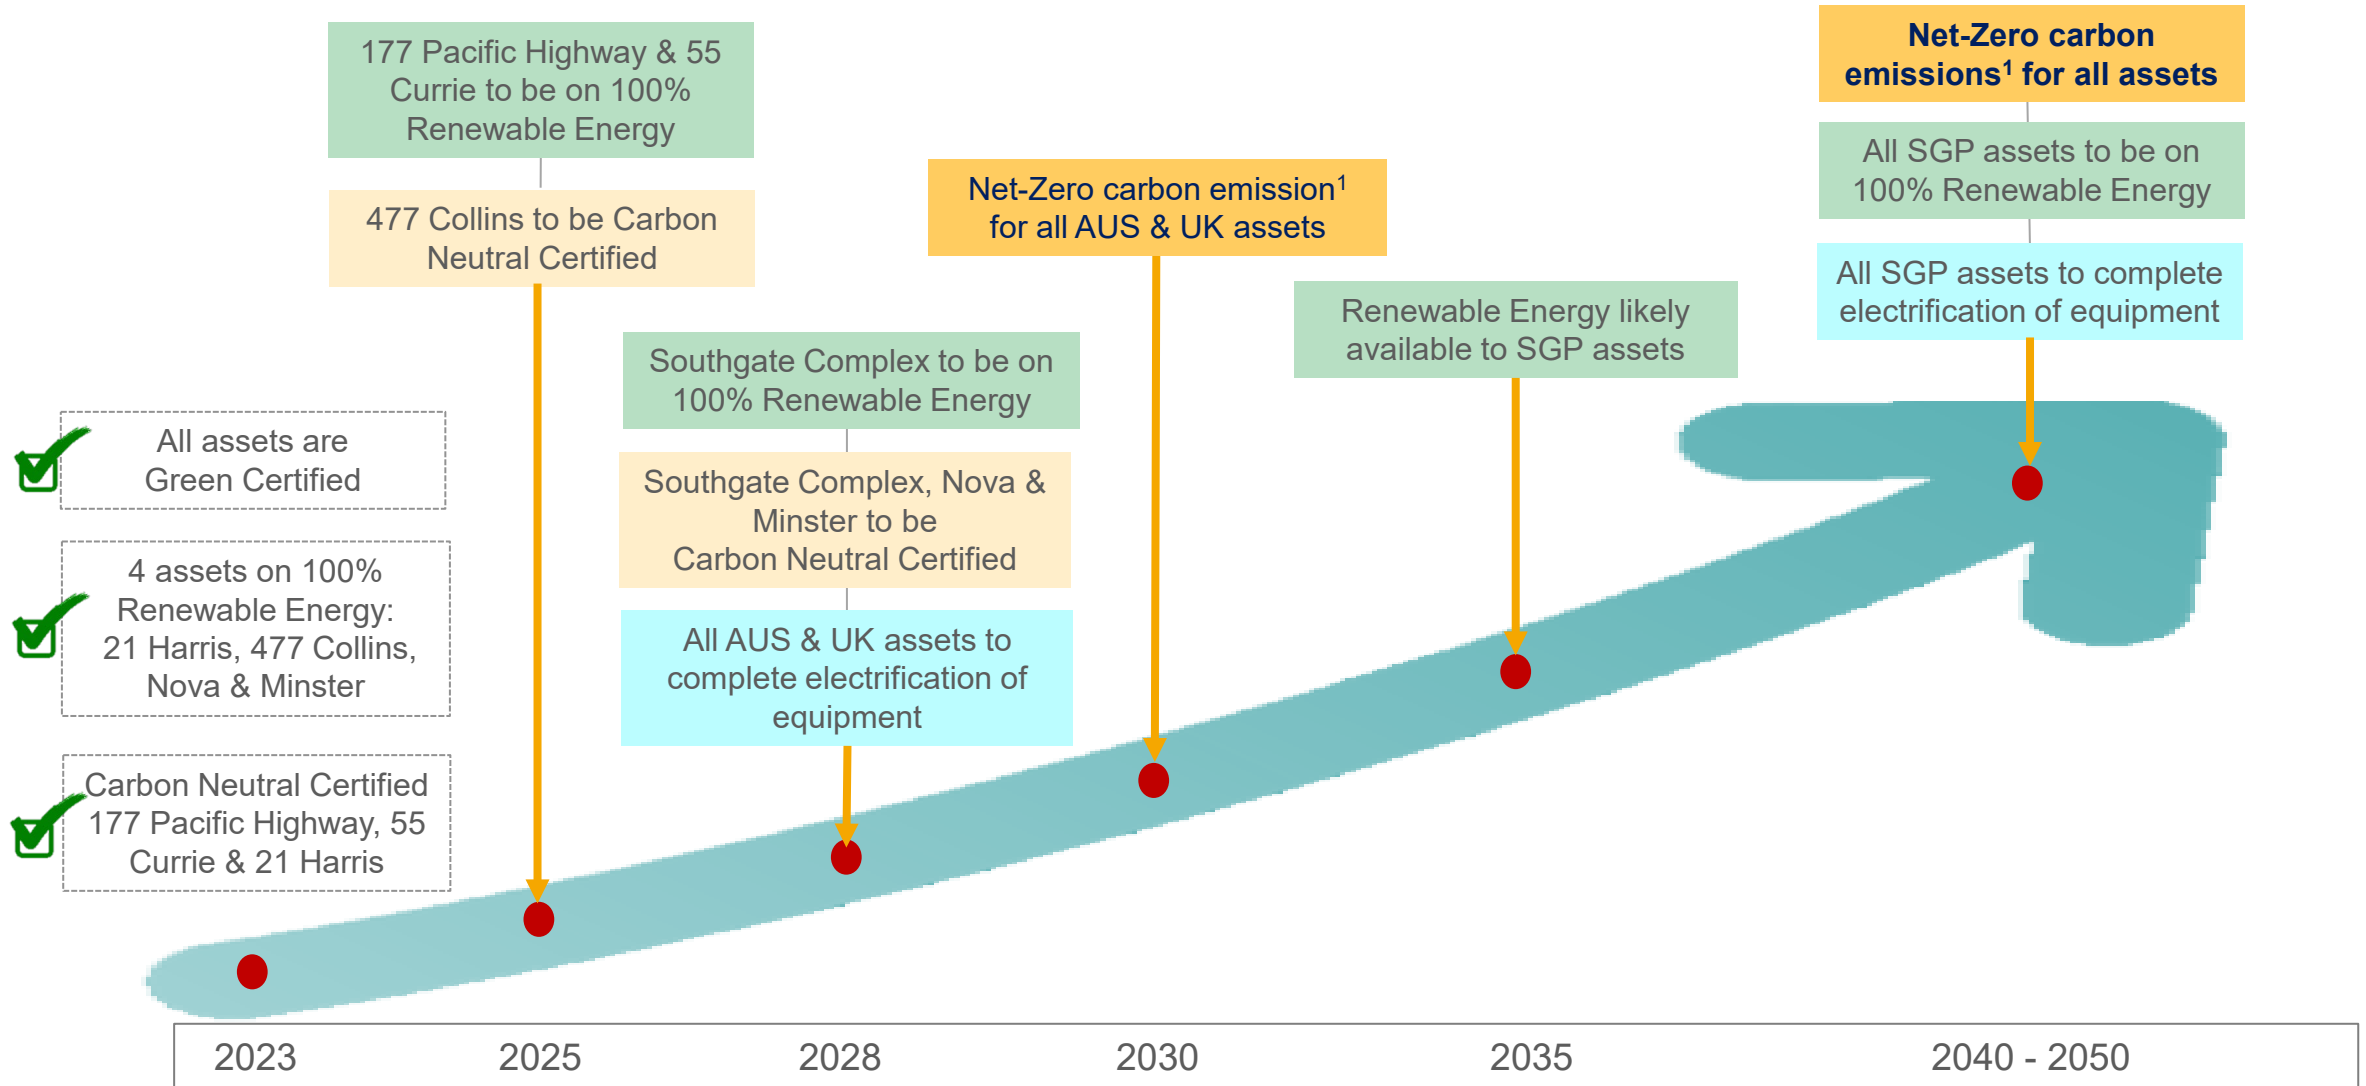 All assets are
Green Certified
4 assets on 100%
Renewable Energy:
21 Harris, 477 Collins,
Nova & Minster
Carbon Neutral Certified
177 Pacific Highway, 55
Currie & 21 Harris
177 Pacific Highway & 55
Currie to be on 100%
Renewable Energy
477 Collins to be Carbon
Neutral Certified
Southgate Complex to be on
100% Renewable Energy
Southgate Complex, Nova &
Minster to be
Carbon Neutral Certified
All AUS & UK assets to
complete electrification of
equipment
Net-Zero carbon emission¹
for all AUS & UK assets
Renewable Energy likely
available to SGP assets
Net-Zero carbon
emissions¹ for all assets
All SGP assets to be on
100% Renewable Energy
All SGP assets to complete
electrification of equipment
2023 2025 2028 2030 2035 2040 - 2050